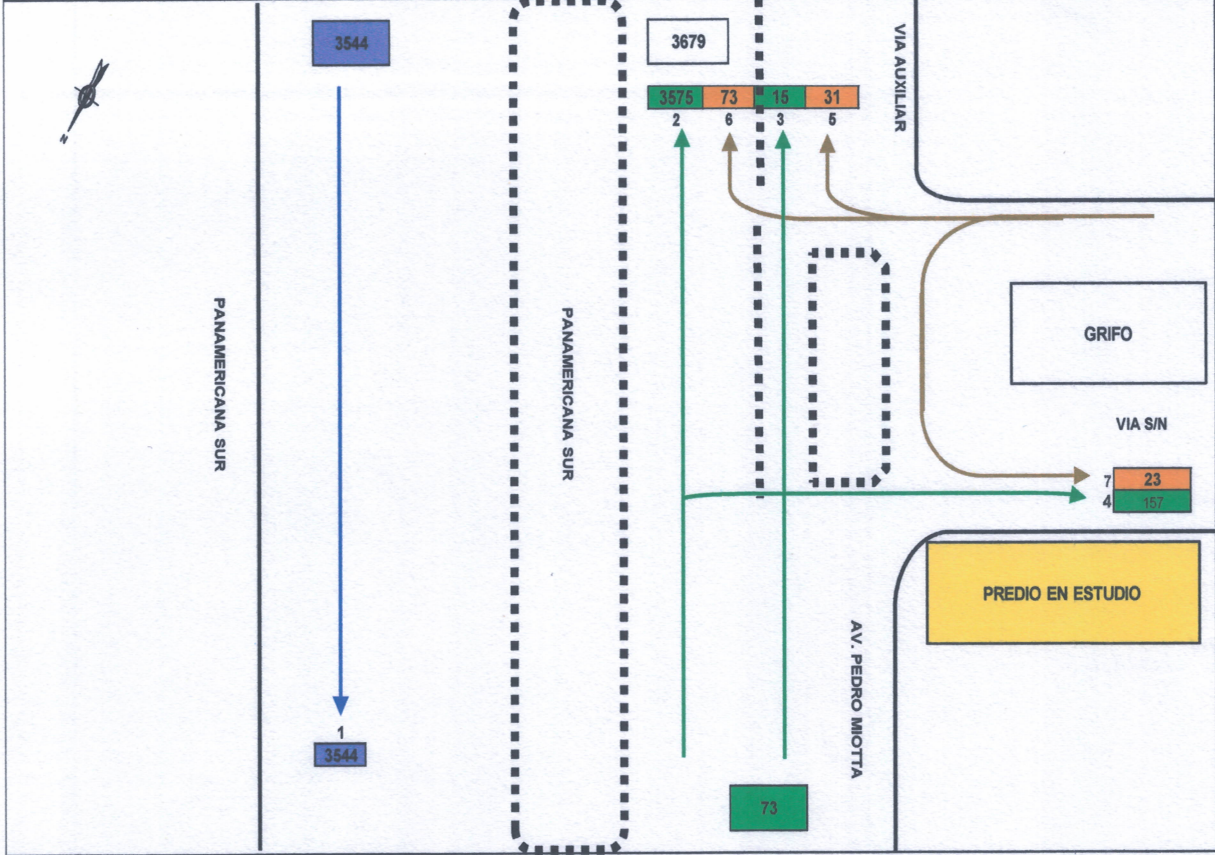 3544
3679
3575 73 15 31
2 6 3 5
VIA AUXILIAR
N
PANAMERICANA SUR
PANAMERICANA SUR
GRIFO
VIA S/N
7 23
4 157
PREDIO EN ESTUDIO
AV. PEDRO MIOTTA
1
3544
73